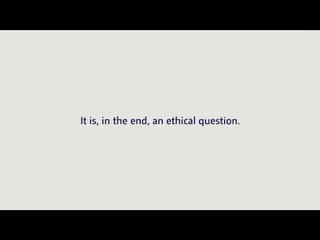 It is, in the end, an ethical question.